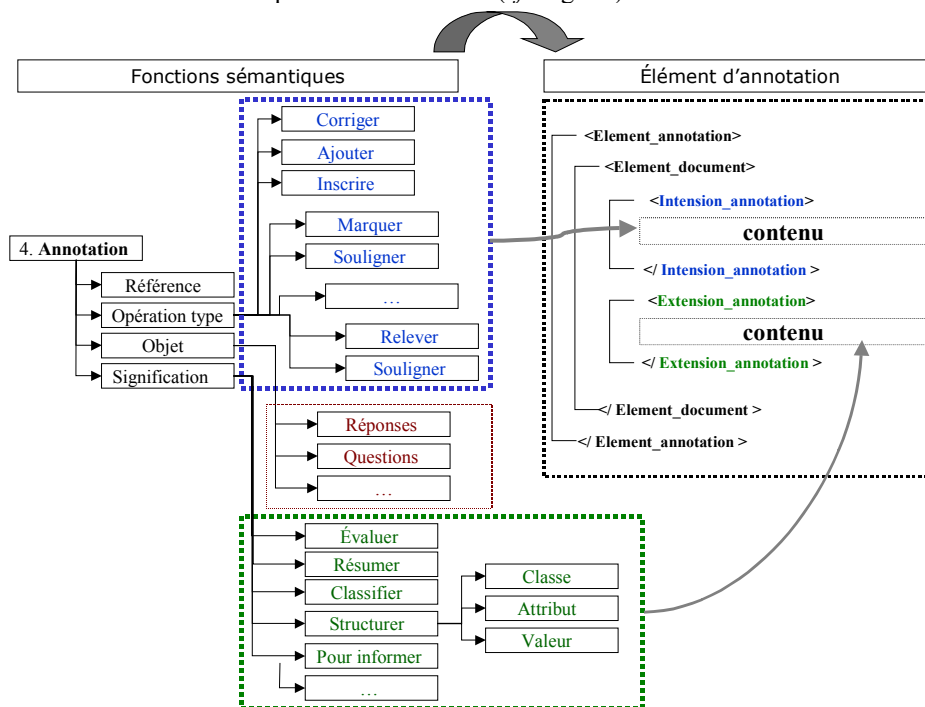 Fonctions sémantiques
Élément d’annotation
Corriger
Ajouter
Inscrire
Marquer
Souligner
…
Relever
Souligner
4. Annotation
Référence
Opération type
Objet
Signification
Réponses
Questions
…
Évaluer
Résumer
Classifier
Structurer
Pour informer
…
Classe
Attribut
Valeur
<Element_annotation>
<Element_document>
<Intension_annotation>
contenu
</ Intension_annotation >
<Extension_annotation>
contenu
</ Extension_annotation >
</ Element_document >
</ Element_annotation >